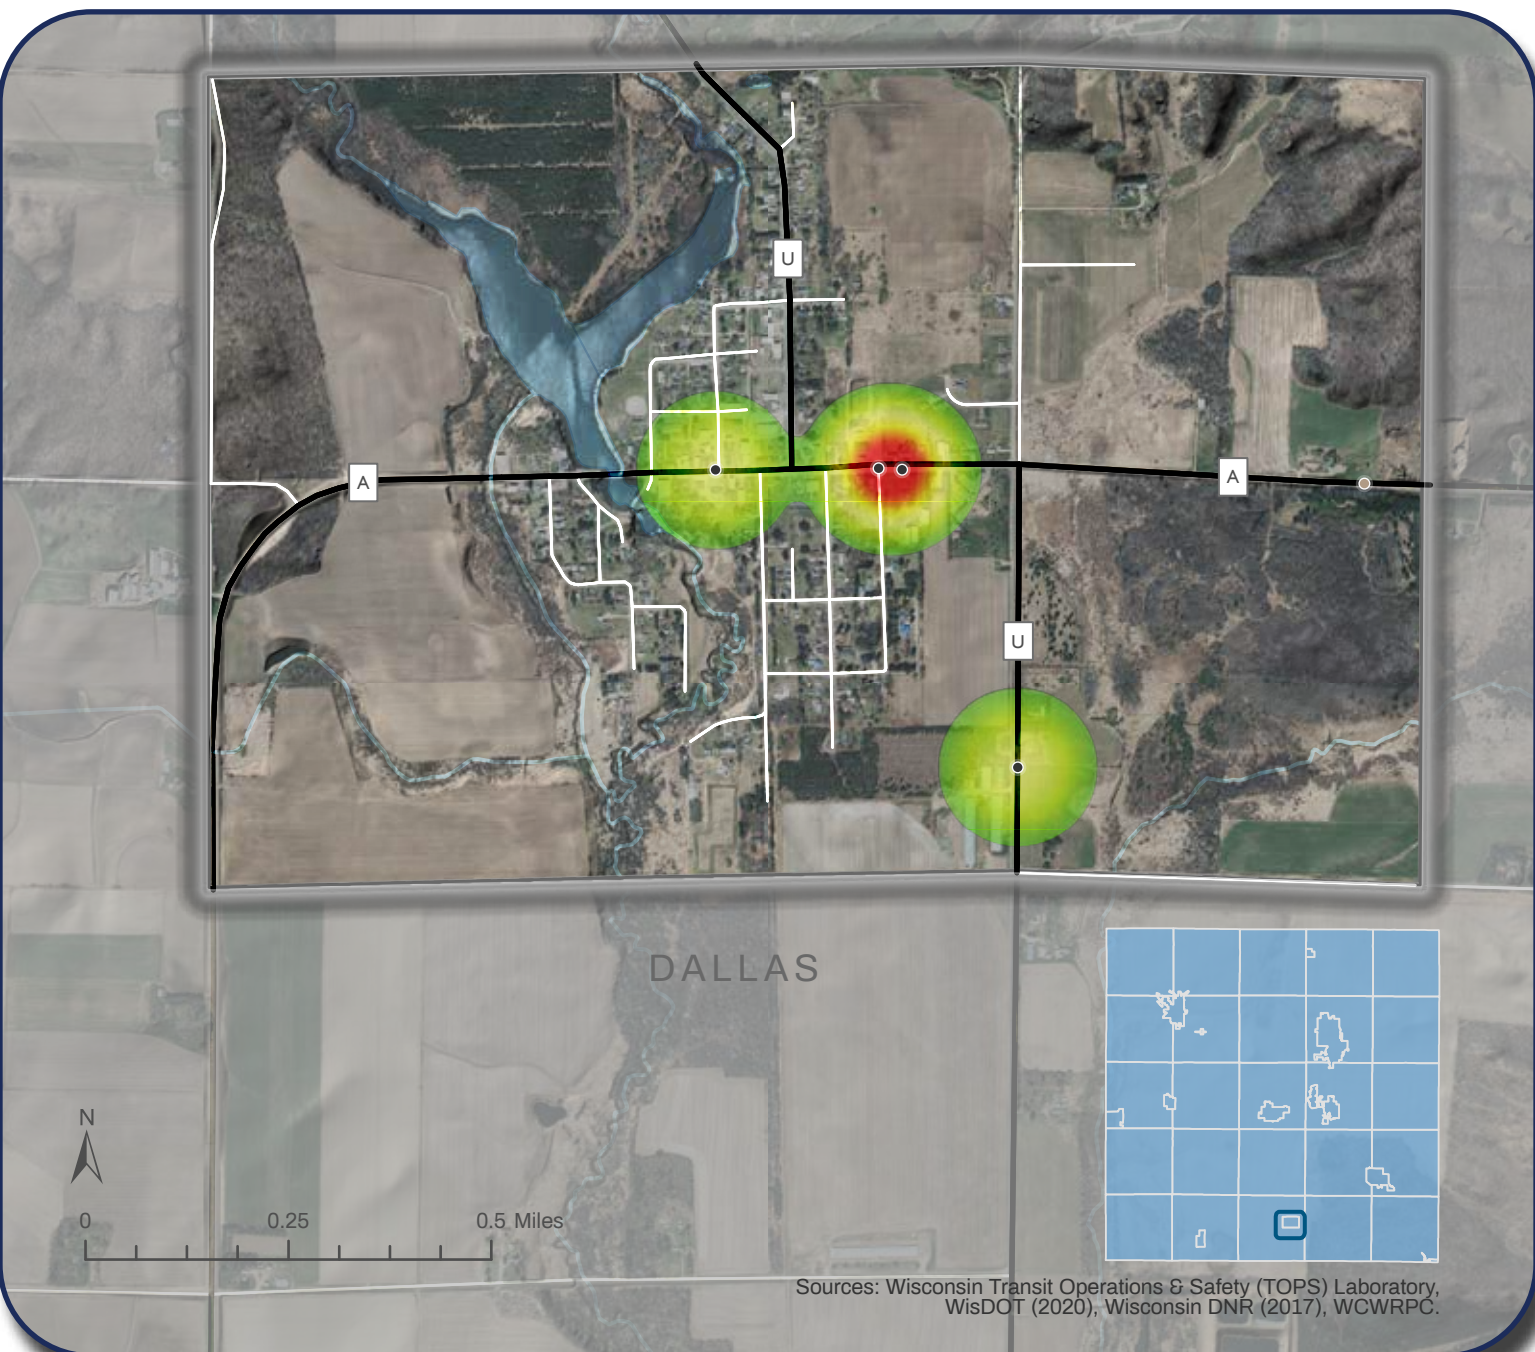 U
A
A
U
DALLAS
N
0 0.25 0.5 Miles
Sources: Wisconsin Transit Operations & Safety (TOPS) Laboratory,
WisDOT (2020), Wisconsin DNR (2017), WCWRPC.